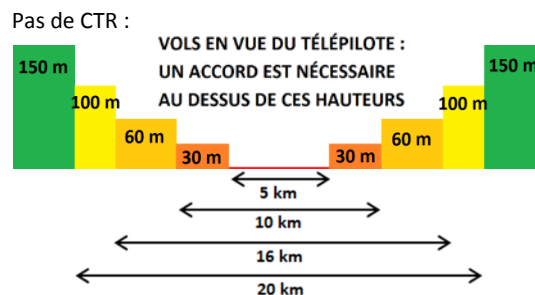 Pas de CTR :
VOLS EN VUE DU TÉLÉPILOTE :
150 m
150 m
UN ACCORD EST NÉCESSAIRE
100 m
AU DESSUS DE CES HAUTEURS
100 m
60 m
60 m
30 m
30 m
5 km
10 km
16 km
20 km